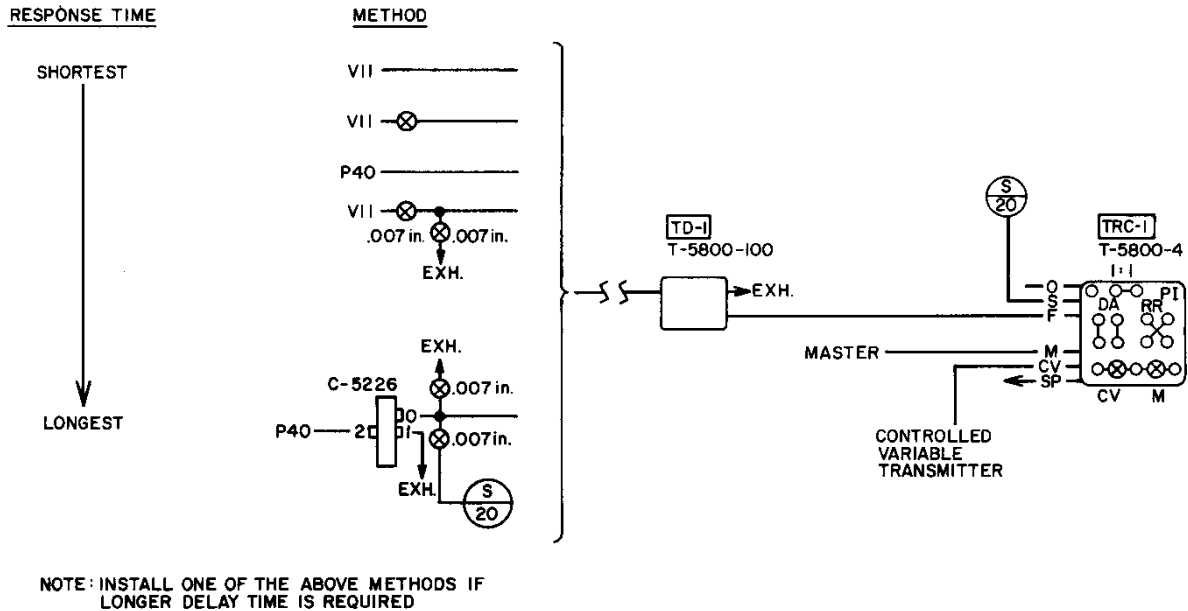 RESPONSE TIME
METHOD
SHORTEST
LONGEST
V11
V11
P40
V11
.007 in.
.007 in.
EXH.
EXH.
.007 in.
C-5226
P40
2
0
1
.007 in.
EXH.
S
20
TD-1
T-5800-100
EXH.
S
20
TRC-1
T-5800-4
1:1
O
S
F
PI
DA
RR
MASTER
M
CV
SP
CV
M
CONTROLLED
VARIABLE
TRANSMITTER
NOTE: INSTALL ONE OF THE ABOVE METHODS IF
LONGER DELAY TIME IS REQUIRED